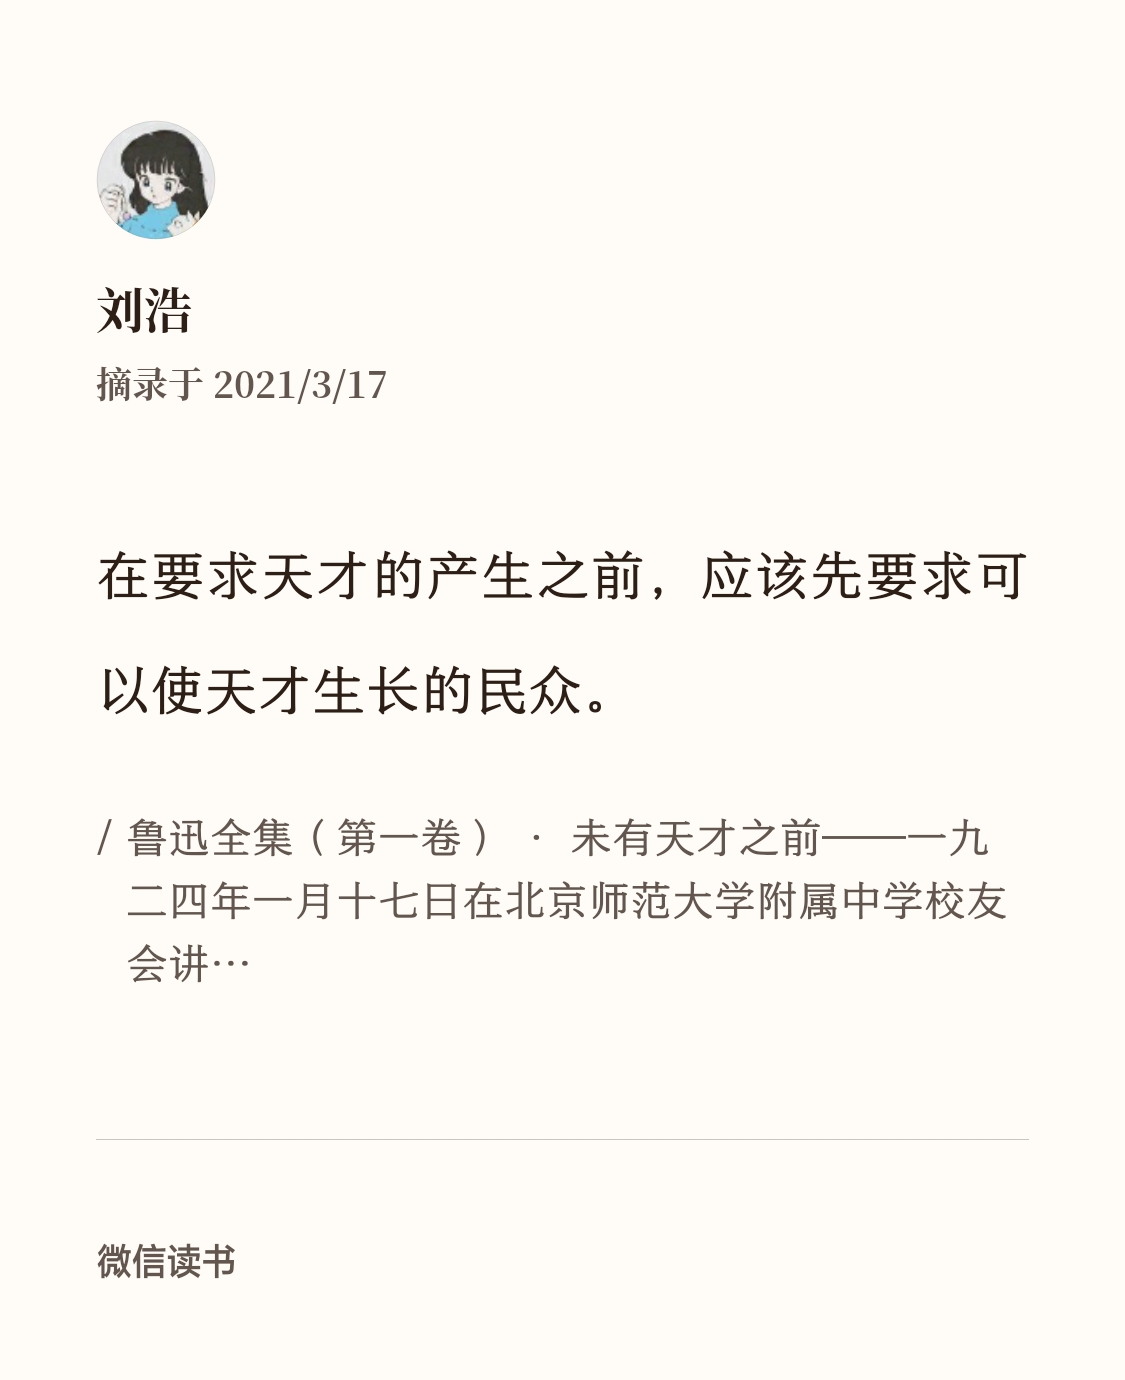 刘浩
摘录于 2021/3/17
在要求天才的产生之前，应该先要求可
以使天才生长的民众。
/ 鲁迅全集（第一卷） · 未有天才之前——一九
二四年一月十七日在北京师范大学附属中学校友
会讲…
微信读书